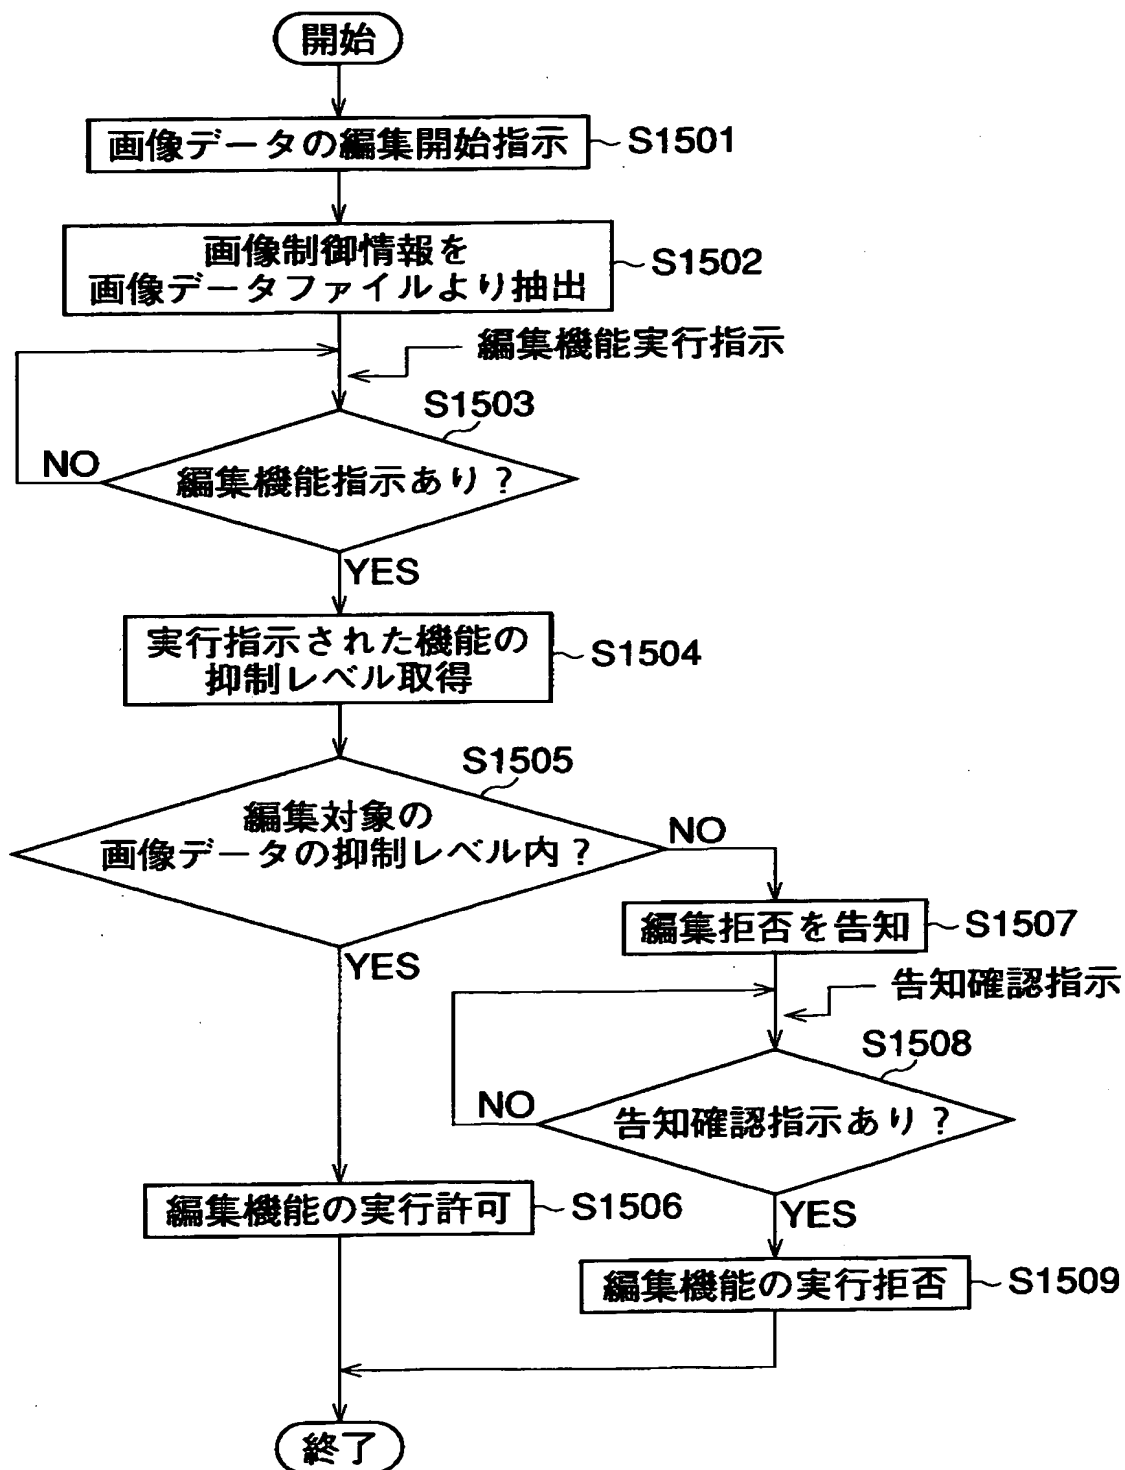 開始
画像データの編集開始指示
S1501
画像制御情報を
画像データファイルより抽出
S1502
編集機能実行指示
S1503
NO
編集機能指示あり？
YES
実行指示された機能の
抑制レベル取得
S1504
S1505
編集対象の
画像データの抑制レベル内？
NO
YES
編集拒否を告知
S1507
告知確認指示
S1508
NO
告知確認指示あり？
YES
編集機能の実行許可
S1506
編集機能の実行拒否
S1509
終了